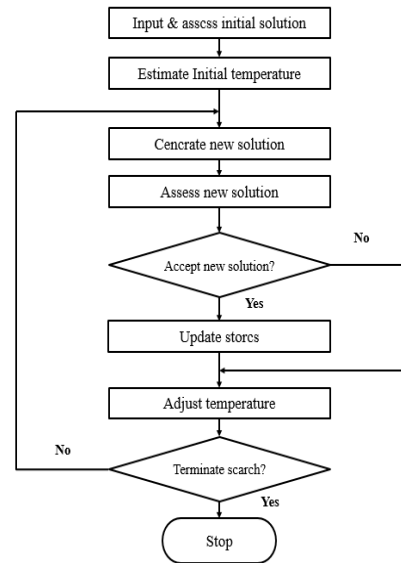 Input & asscss initial solution
Estimate Initial temperature
Cencrate new solution
Assess new solution
Accept new solution?
No
Yes
Update storcs
Adjust temperature
Terminate scarch?
No
Yes
Stop